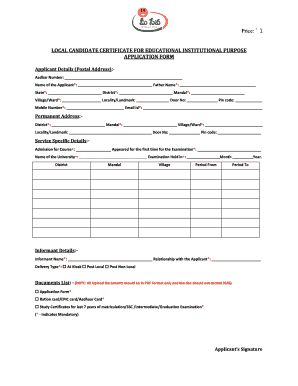 మీ సేవ
Price: ` 1
LOCAL CANDIDATE CERTIFICATE FOR EDUCATIONAL INSTITUTIONAL PURPOSE
APPLICATION FORM
Applicant Details (Postal Address):-
Aadhar Number:
Name of the Applicant*: Father Name*:
State*: District*: Mandal*:
Village/Ward*: Locality/Landmark: Door No: Pin code:
Mobile Number*: Email Id*:
Permanent Address:-
District*: Mandal*: Village/Ward*:
Locality/Landmark: Door No: Pin code:
Service Specific Details:-
Admission for Course*: Appeared for the first time for the Examination*:
Name of the University*: Examination Held in*: Month Year.
District Mandal Village Period From Period To
Informant Details:-
Informant Name*: Relationship with the Applicant*:
Delivery Type*: At Kiosk Post Local Post Non Local
Documents List: -
Application Form*
Ration card/EPIC card/Aadhaar Card*
Study Certificates for last 7 years of matriculation/SSC /Intermediate/Graduation Examination*
(* - Indicates Mandatory)
Applicant's Signature